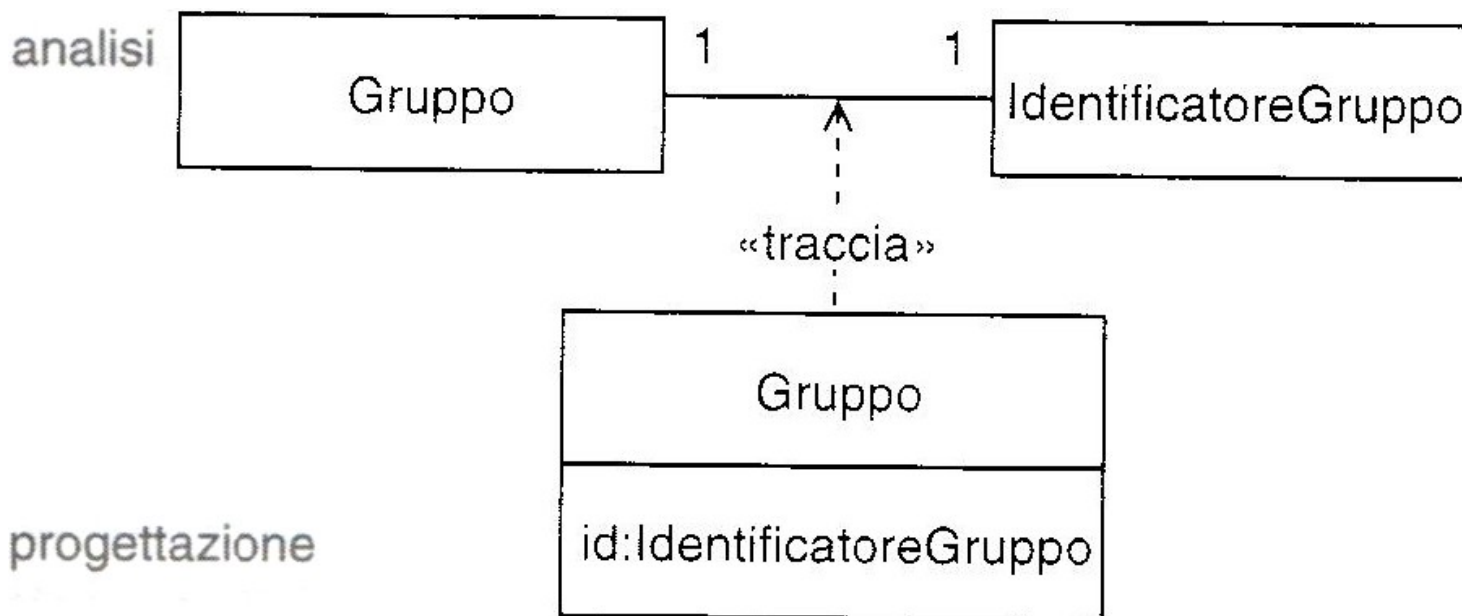 analisi
Gruppo
1
1
IdentificatoreGruppo
«traccia»
Gruppo
id:IdentificatoreGruppo
progettazione